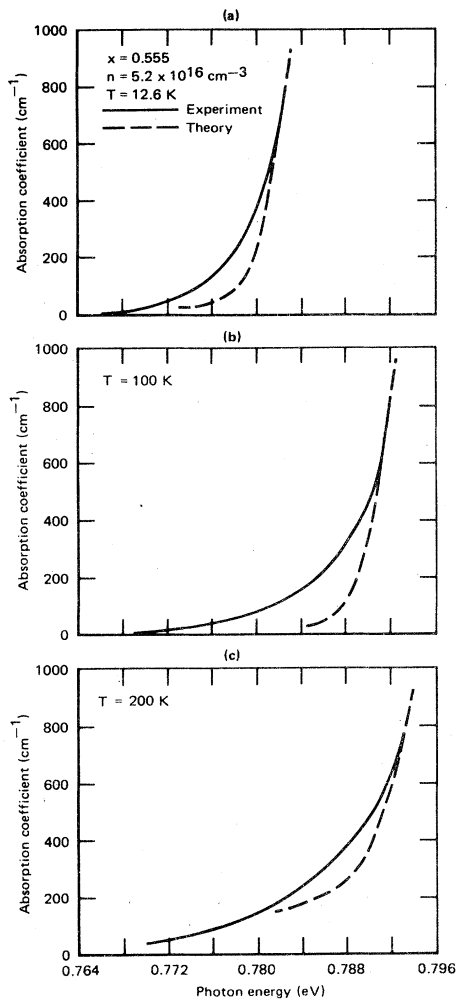 (a)
1000
x = 0.555
n = 5.2 x 10¹⁶ cm⁻³
T = 12.6 K
Experiment
Theory
800
600
400
200
0
Absorption coefficient (cm⁻¹)
(b)
1000
T = 100 K
800
600
400
200
0
Absorption coefficient (cm⁻¹)
(c)
1000
T = 200 K
800
600
400
200
0
Absorption coefficient (cm⁻¹)
0.764 0.772 0.780 0.788 0.796
Photon energy (eV)